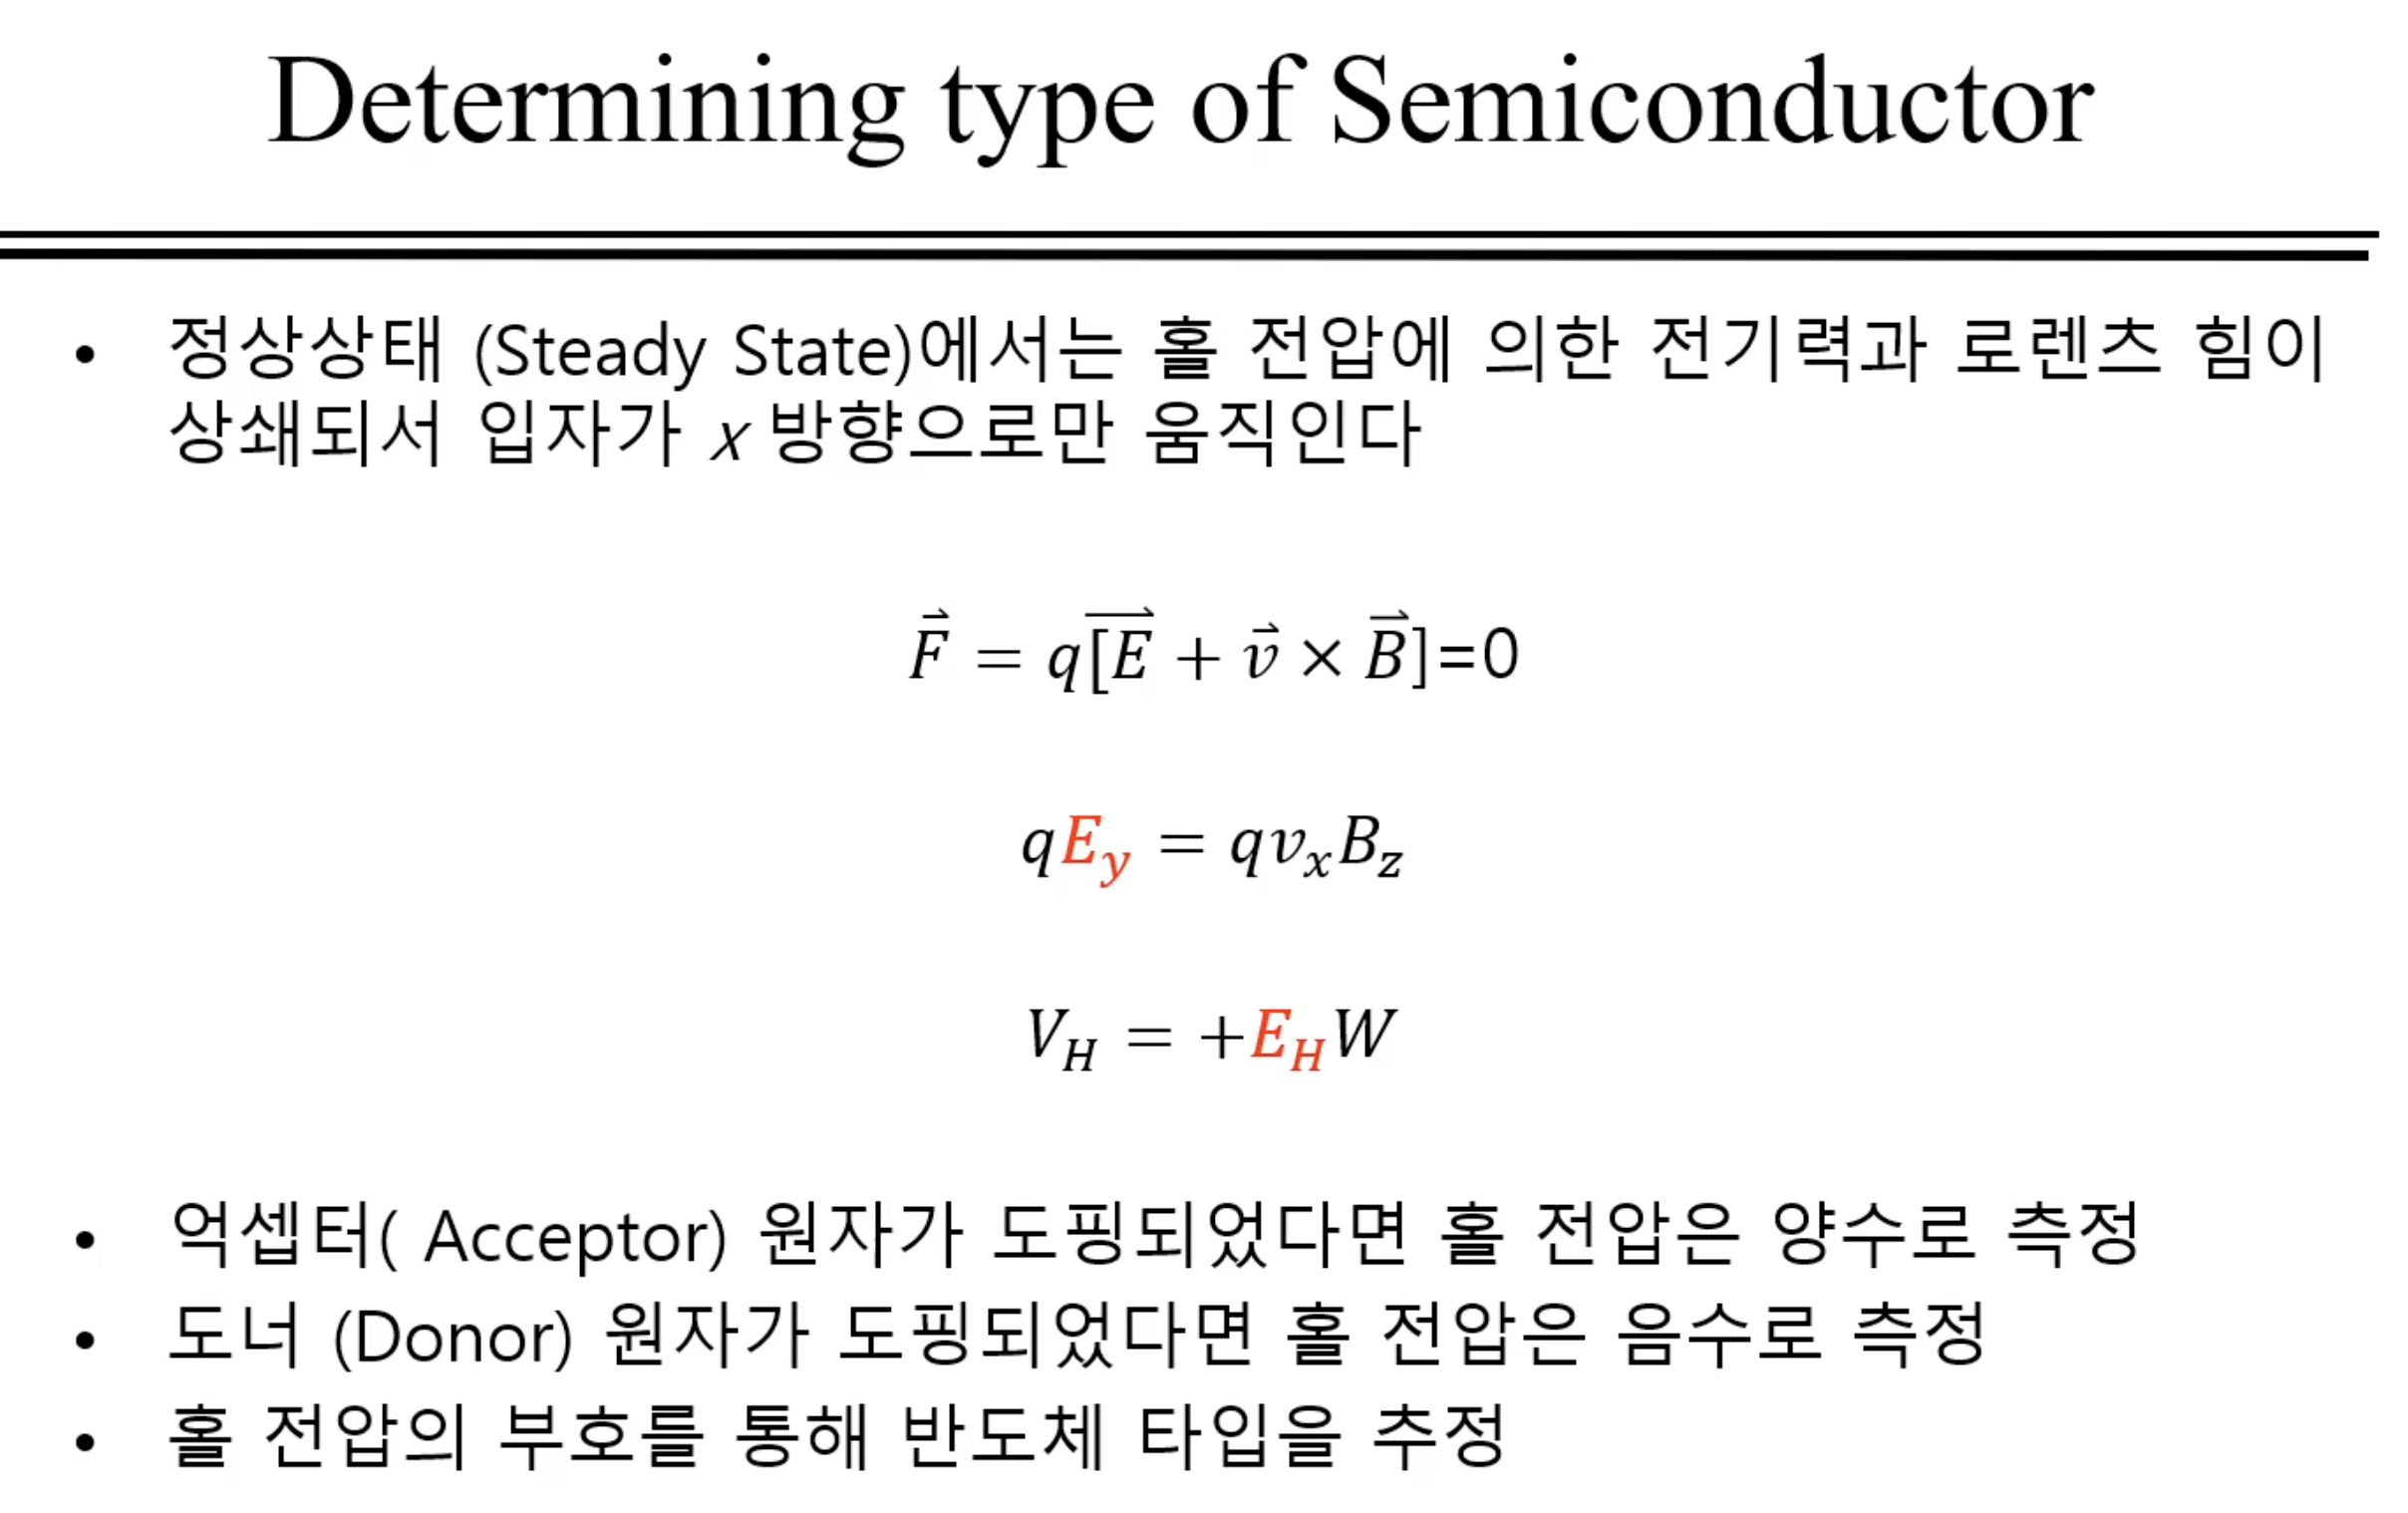 Determining type of Semiconductor
• 정상상태 (Steady State)에서는 홀 전압에 의한 전기력과 로렌츠 힘이
상쇄되서 입자가 x 방향으로만 움직인다
$\vec{F} = q[\vec{E} + \vec{v} \times \vec{B}]=0$
$qE_y = qv_xB_z$
$V_H = +E_HW$
• 억셉터( Acceptor) 원자가 도핑되었다면 홀 전압은 양수로 측정
• 도너 (Donor) 원자가 도핑되었다면 홀 전압은 음수로 측정
• 홀 전압의 부호를 통해 반도체 타입을 추정